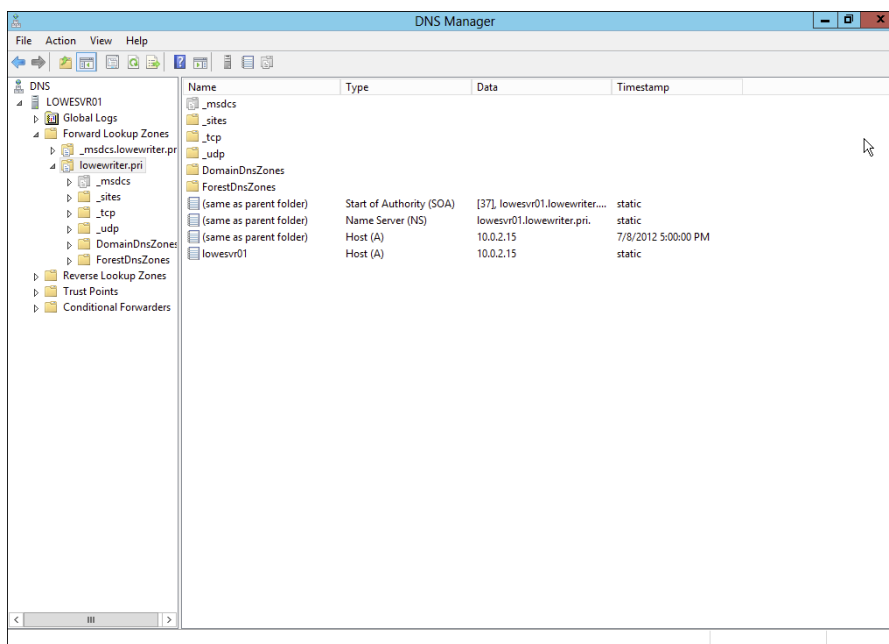 DNS Manager
File Action View Help
DNS
LOWESVR01
Global Logs
Forward Lookup Zones
_msdcs.lowewriter.pr
lowewriter.pri
_msdcs
_sites
_tcp
_udp
DomainDnsZones
ForestDnsZones
Reverse Lookup Zones
Trust Points
Conditional Forwarders
Name Type Data Timestamp
_msdcs
_sites
_tcp
_udp
DomainDnsZones
ForestDnsZones
(same as parent folder) Start of Authority (SOA) [37], lowesvr01.lowewriter.... static
(same as parent folder) Name Server (NS) lowesvr01.lowewriter.pri. static
(same as parent folder) Host (A) 10.0.2.15 7/8/2012 5:00:00 PM
lowesvr01 Host (A) 10.0.2.15 static